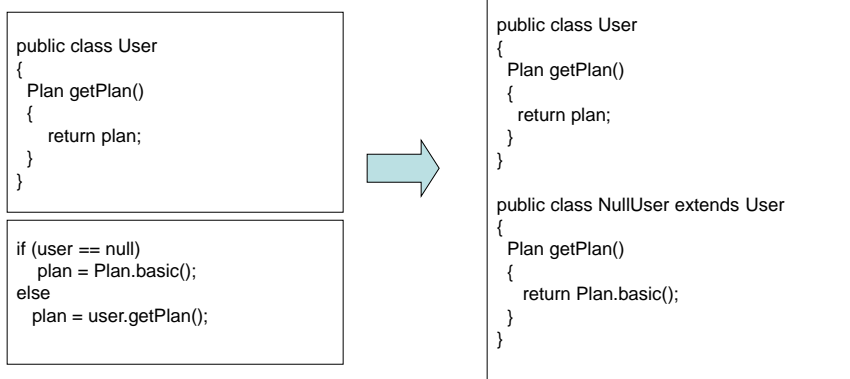 public class User
{
Plan getPlan()
{
return plan;
}
}
if (user == null)
plan = Plan.basic();
else
plan = user.getPlan();
public class User
{
Plan getPlan()
{
return plan;
}
}
public class NullUser extends User
{
Plan getPlan()
{
return Plan.basic();
}
}